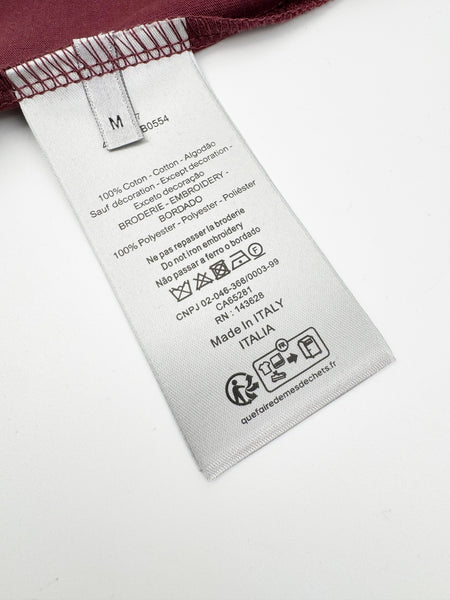 M
B0554
100% Coton - Cotton - Algodão
Sauf décoration - Except decoration -
Exceto decoração
BRODERIE - EMBROIDERY -
BORDADO
100% Polyester - Polyester - Poliéster
Ne pas repasser la broderie
Do not iron embroidery
Não passar a ferro o bordado
CNPJ 02-046-366/0003-99
CA65281
RN : 143628
Made in ITALY
ITALIA
FR
quefairedemesdechets.fr